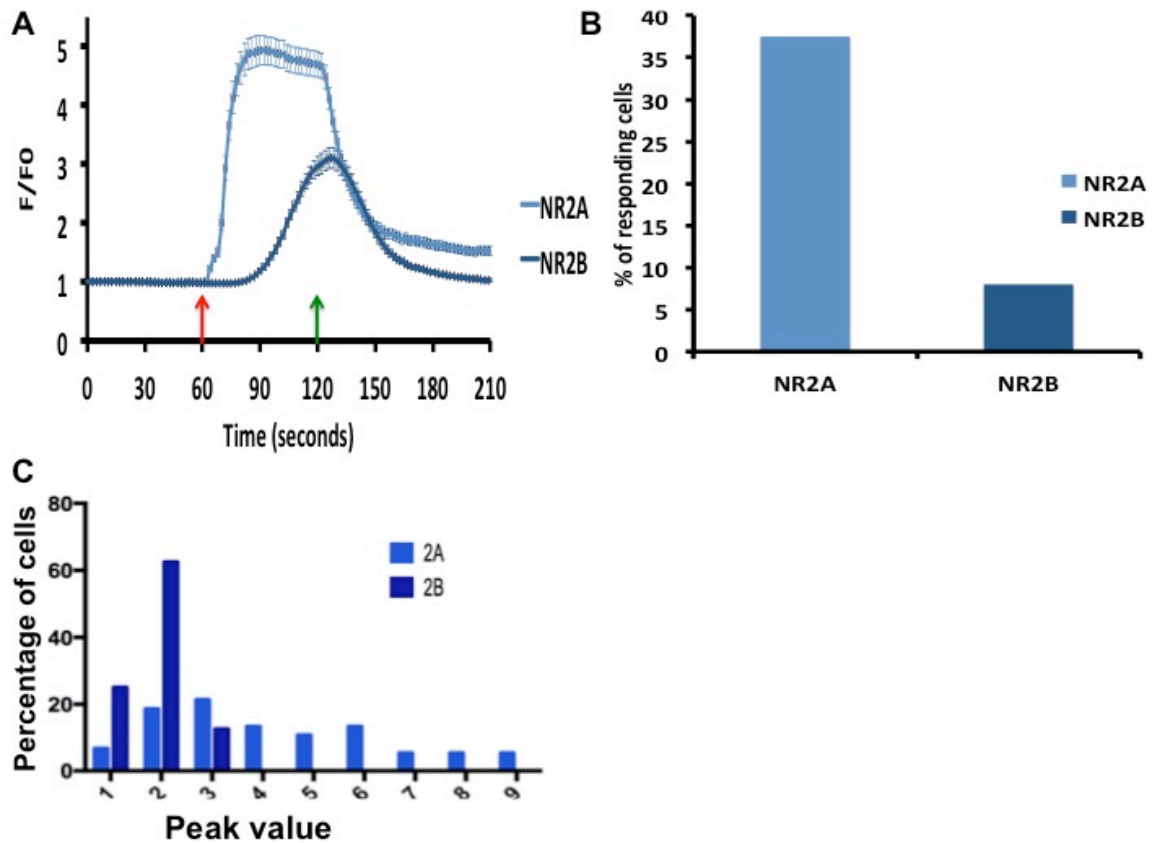 A
F/F0
5
4
3
2
1
0
0 30 60 90 120 150 180 210
Time (seconds)
NR2A
NR2B
B
% of responding cells
40
35
30
25
20
15
10
5
0
NR2A NR2B
NR2A
NR2B
C
Percentage of cells
80
60
40
20
0
2A
2B
1 2 3 4 5 6 7 8 9
Peak value